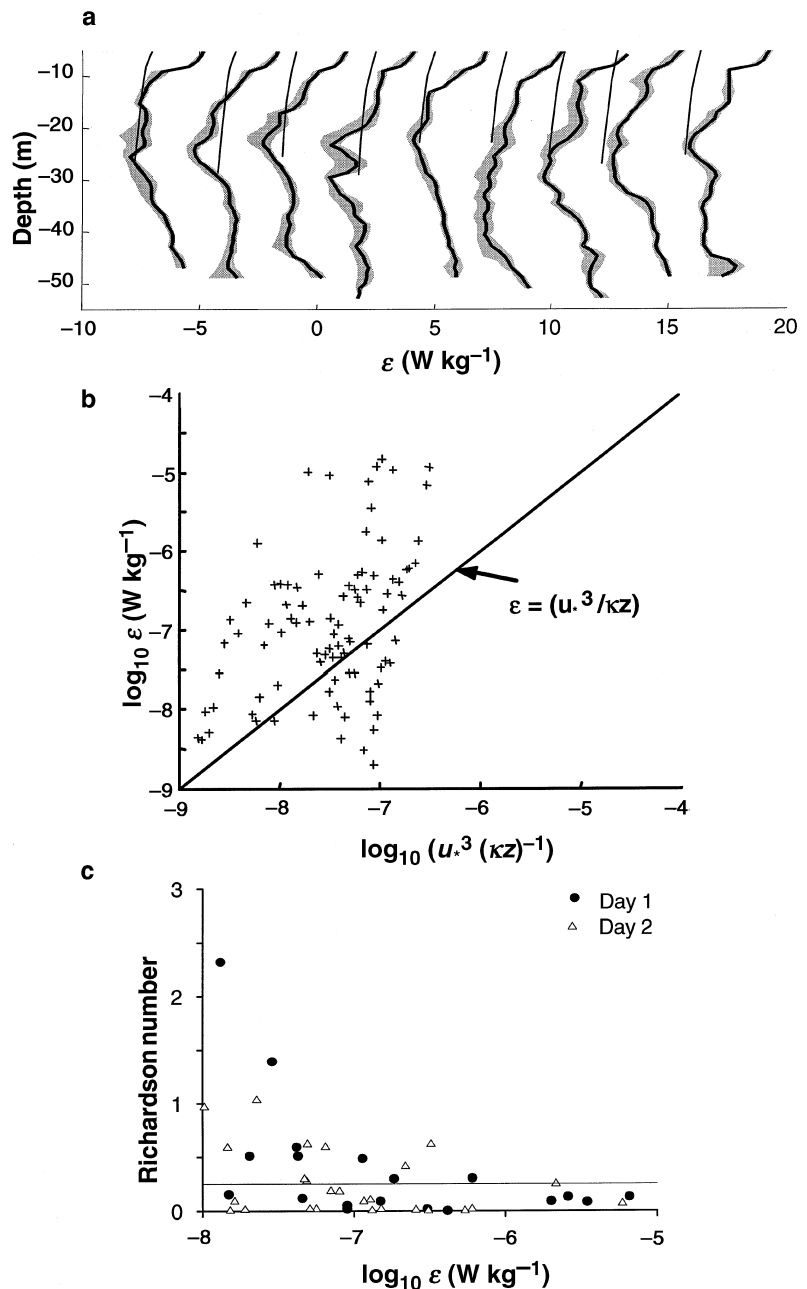 a
Depth (m)
−10
−20
−30
−40
−50
−10 −5 0 5 10 15 20
ε (W kg⁻¹)
b
log₁₀ ε (W kg⁻¹)
−4
−5
−6
−7
−8
−9
ε = (u*³/κz)
−9 −8 −7 −6 −5 −4
log₁₀ (u*³ (κz)⁻¹)
c
Richardson number
3
2
1
0
Day 1
Day 2
−8 −7 −6 −5
log₁₀ ε (W kg⁻¹)